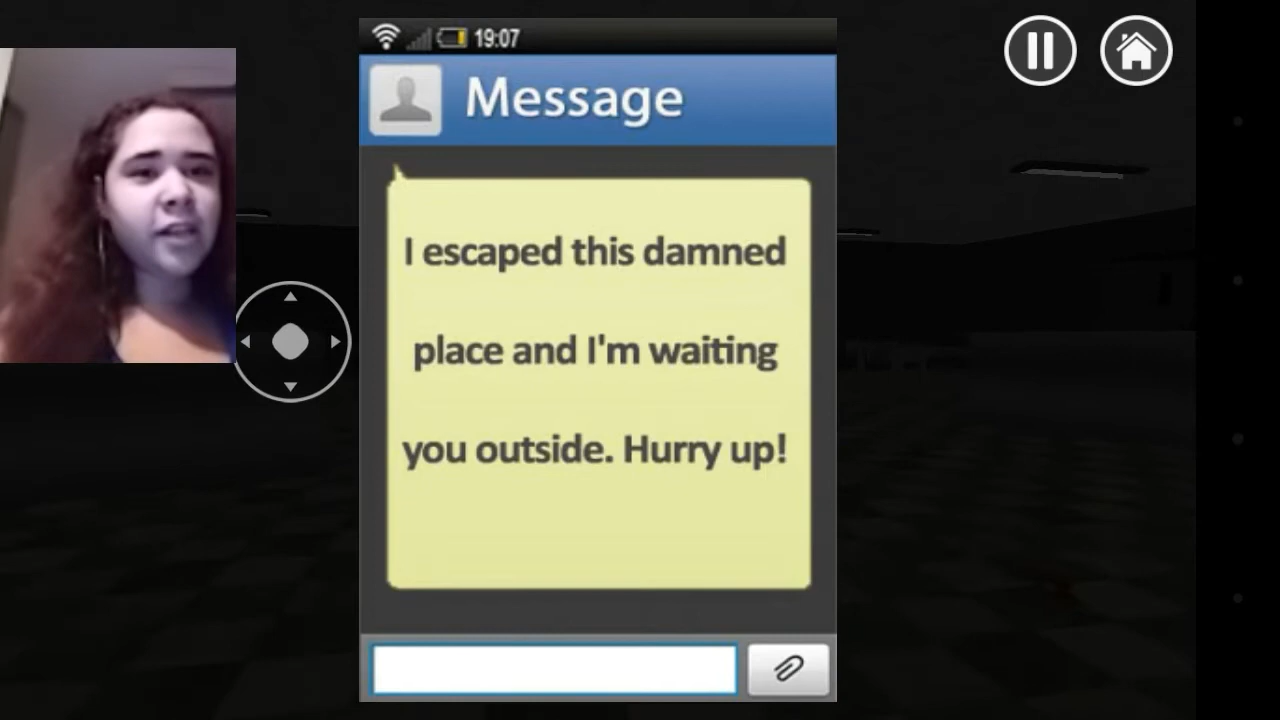 19:07
Message
I escaped this damned
place and I'm waiting
you outside. Hurry up!